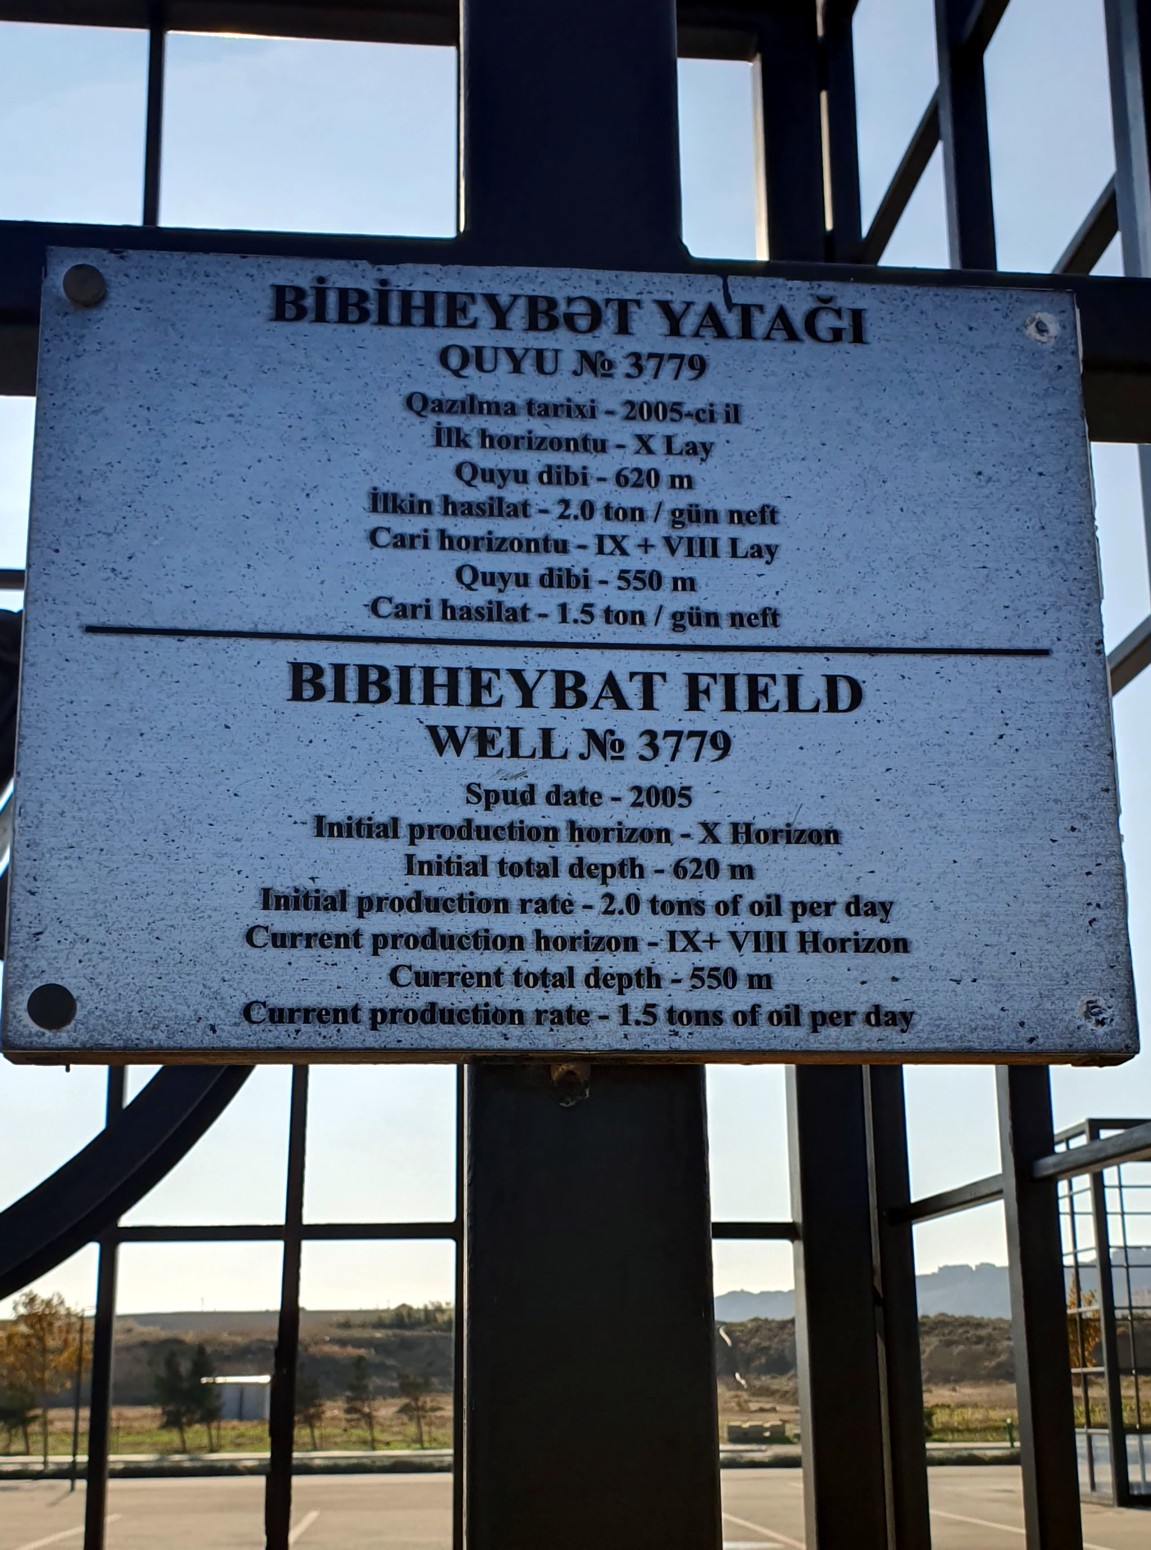 BİBİHEYBƏT YATAĞI
QUYU № 3779
Qazılma tarixi - 2005-ci il
İlk horizontu - X Lay
Quyu dibi - 620 m
İlkin hasilat - 2.0 ton / gün neft
Cari horizontu - IX + VIII Lay
Quyu dibi - 550 m
Cari hasilat - 1.5 ton / gün neft
BIBIHEYBAT FIELD
WELL № 3779
Spud date - 2005
Initial production horizon - X Horizon
Initial total depth - 620 m
Initial production rate - 2.0 tons of oil per day
Current production horizon - IX+ VIII Horizon
Current total depth - 550 m
Current production rate - 1.5 tons of oil per day